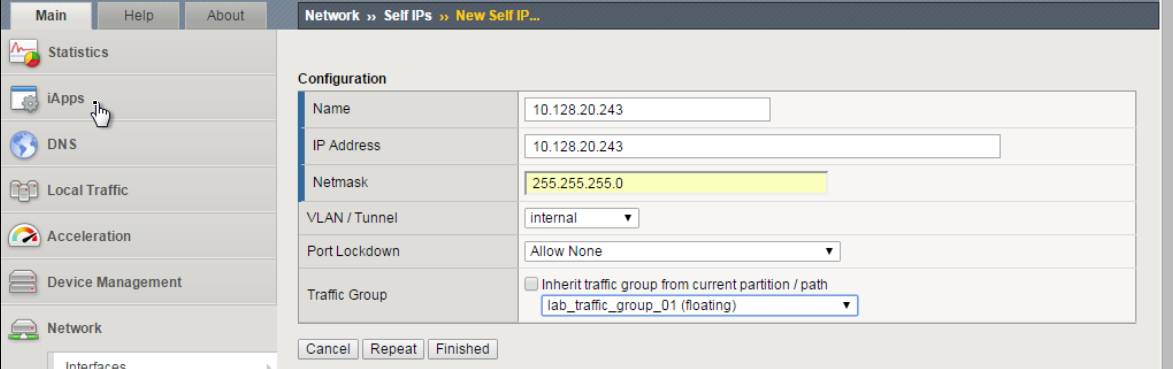 Main Help About
Network » Self IPs » New Self IP...
Statistics
iApps
DNS
Local Traffic
Acceleration
Device Management
Network
Interfaces
Configuration
Name 10.128.20.243
IP Address 10.128.20.243
Netmask 255.255.255.0
VLAN / Tunnel internal
Port Lockdown Allow None
Traffic Group Inherit traffic group from current partition / path
lab_traffic_group_01 (floating)
Cancel Repeat Finished